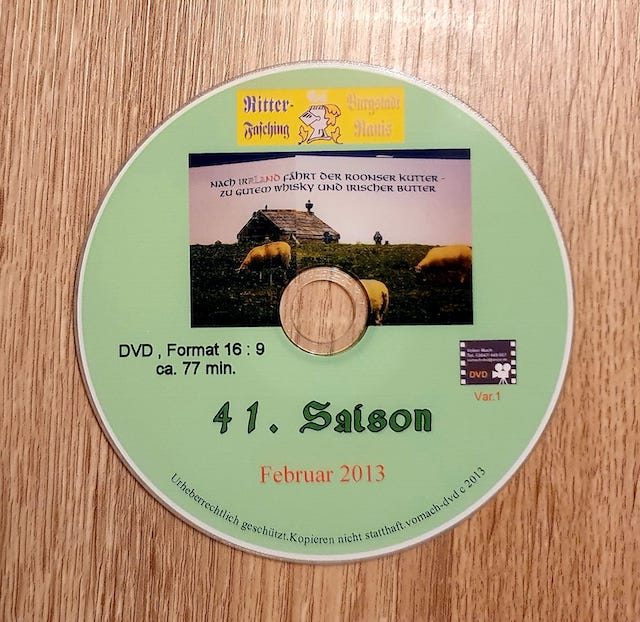 Ritter- Burgstadt
Fasching Ranis
NACH IRELAND FÄHRT DER ROONSER KUTTER -
ZU GUTEM WHISKY UND IRISCHER BUTTER
DVD , Format 16 : 9
ca. 77 min.
DVD
Var.1
41. Saison
Februar 2013
Urheberrechtlich geschützt.Kopieren nicht statthaft.vomach-dvd c 2013